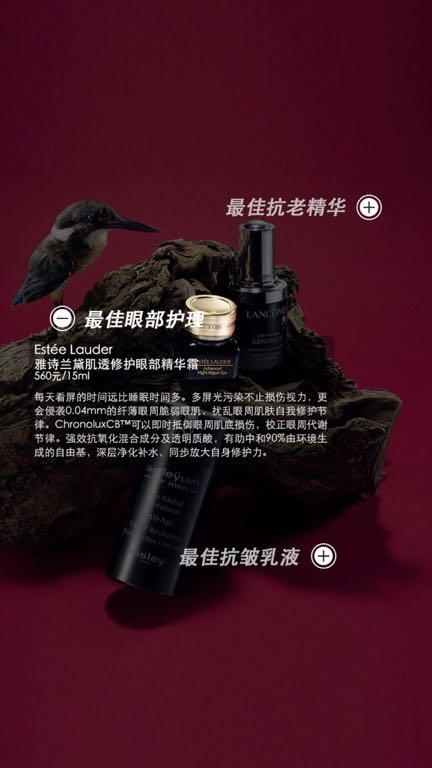 最佳抗老精华
LANCÔME
GENIFIQUE
最佳眼部护理
ESTĒE LAUDER
Advanced
Night Repair Eye
Estée Lauder
雅诗兰黛肌透修护眼部精华霜
560元/15ml
每天看屏的时间远比睡眠时间多。多屏光污染不止损伤视力，更
会侵袭0.04mm的纤薄眼周脆弱眼肌，扰乱眼周肌肤自我修护节
律。ChronoluxCB™可以即时抵御眼周肌底损伤，校正眼周代谢
节律。强效抗氧化混合成分及透明质酸，有助中和90%由环境生
成的自由基，深层净化补水，同步放大自身修护力。
sisleÿum
for men
Global
Anti-Age
最佳抗皱乳液
sisley